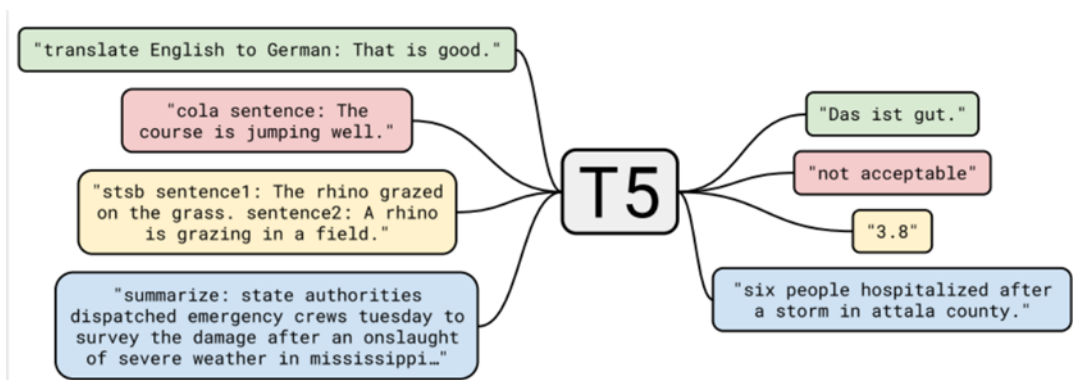 "translate English to German: That is good."
"cola sentence: The
course is jumping well."
"stsb sentence1: The rhino grazed
on the grass. sentence2: A rhino
is grazing in a field."
"summarize: state authorities
dispatched emergency crews tuesday to
survey the damage after an onslaught
of severe weather in mississippi…"
T5
"Das ist gut."
"not acceptable"
"3.8"
"six people hospitalized after
a storm in attala county."